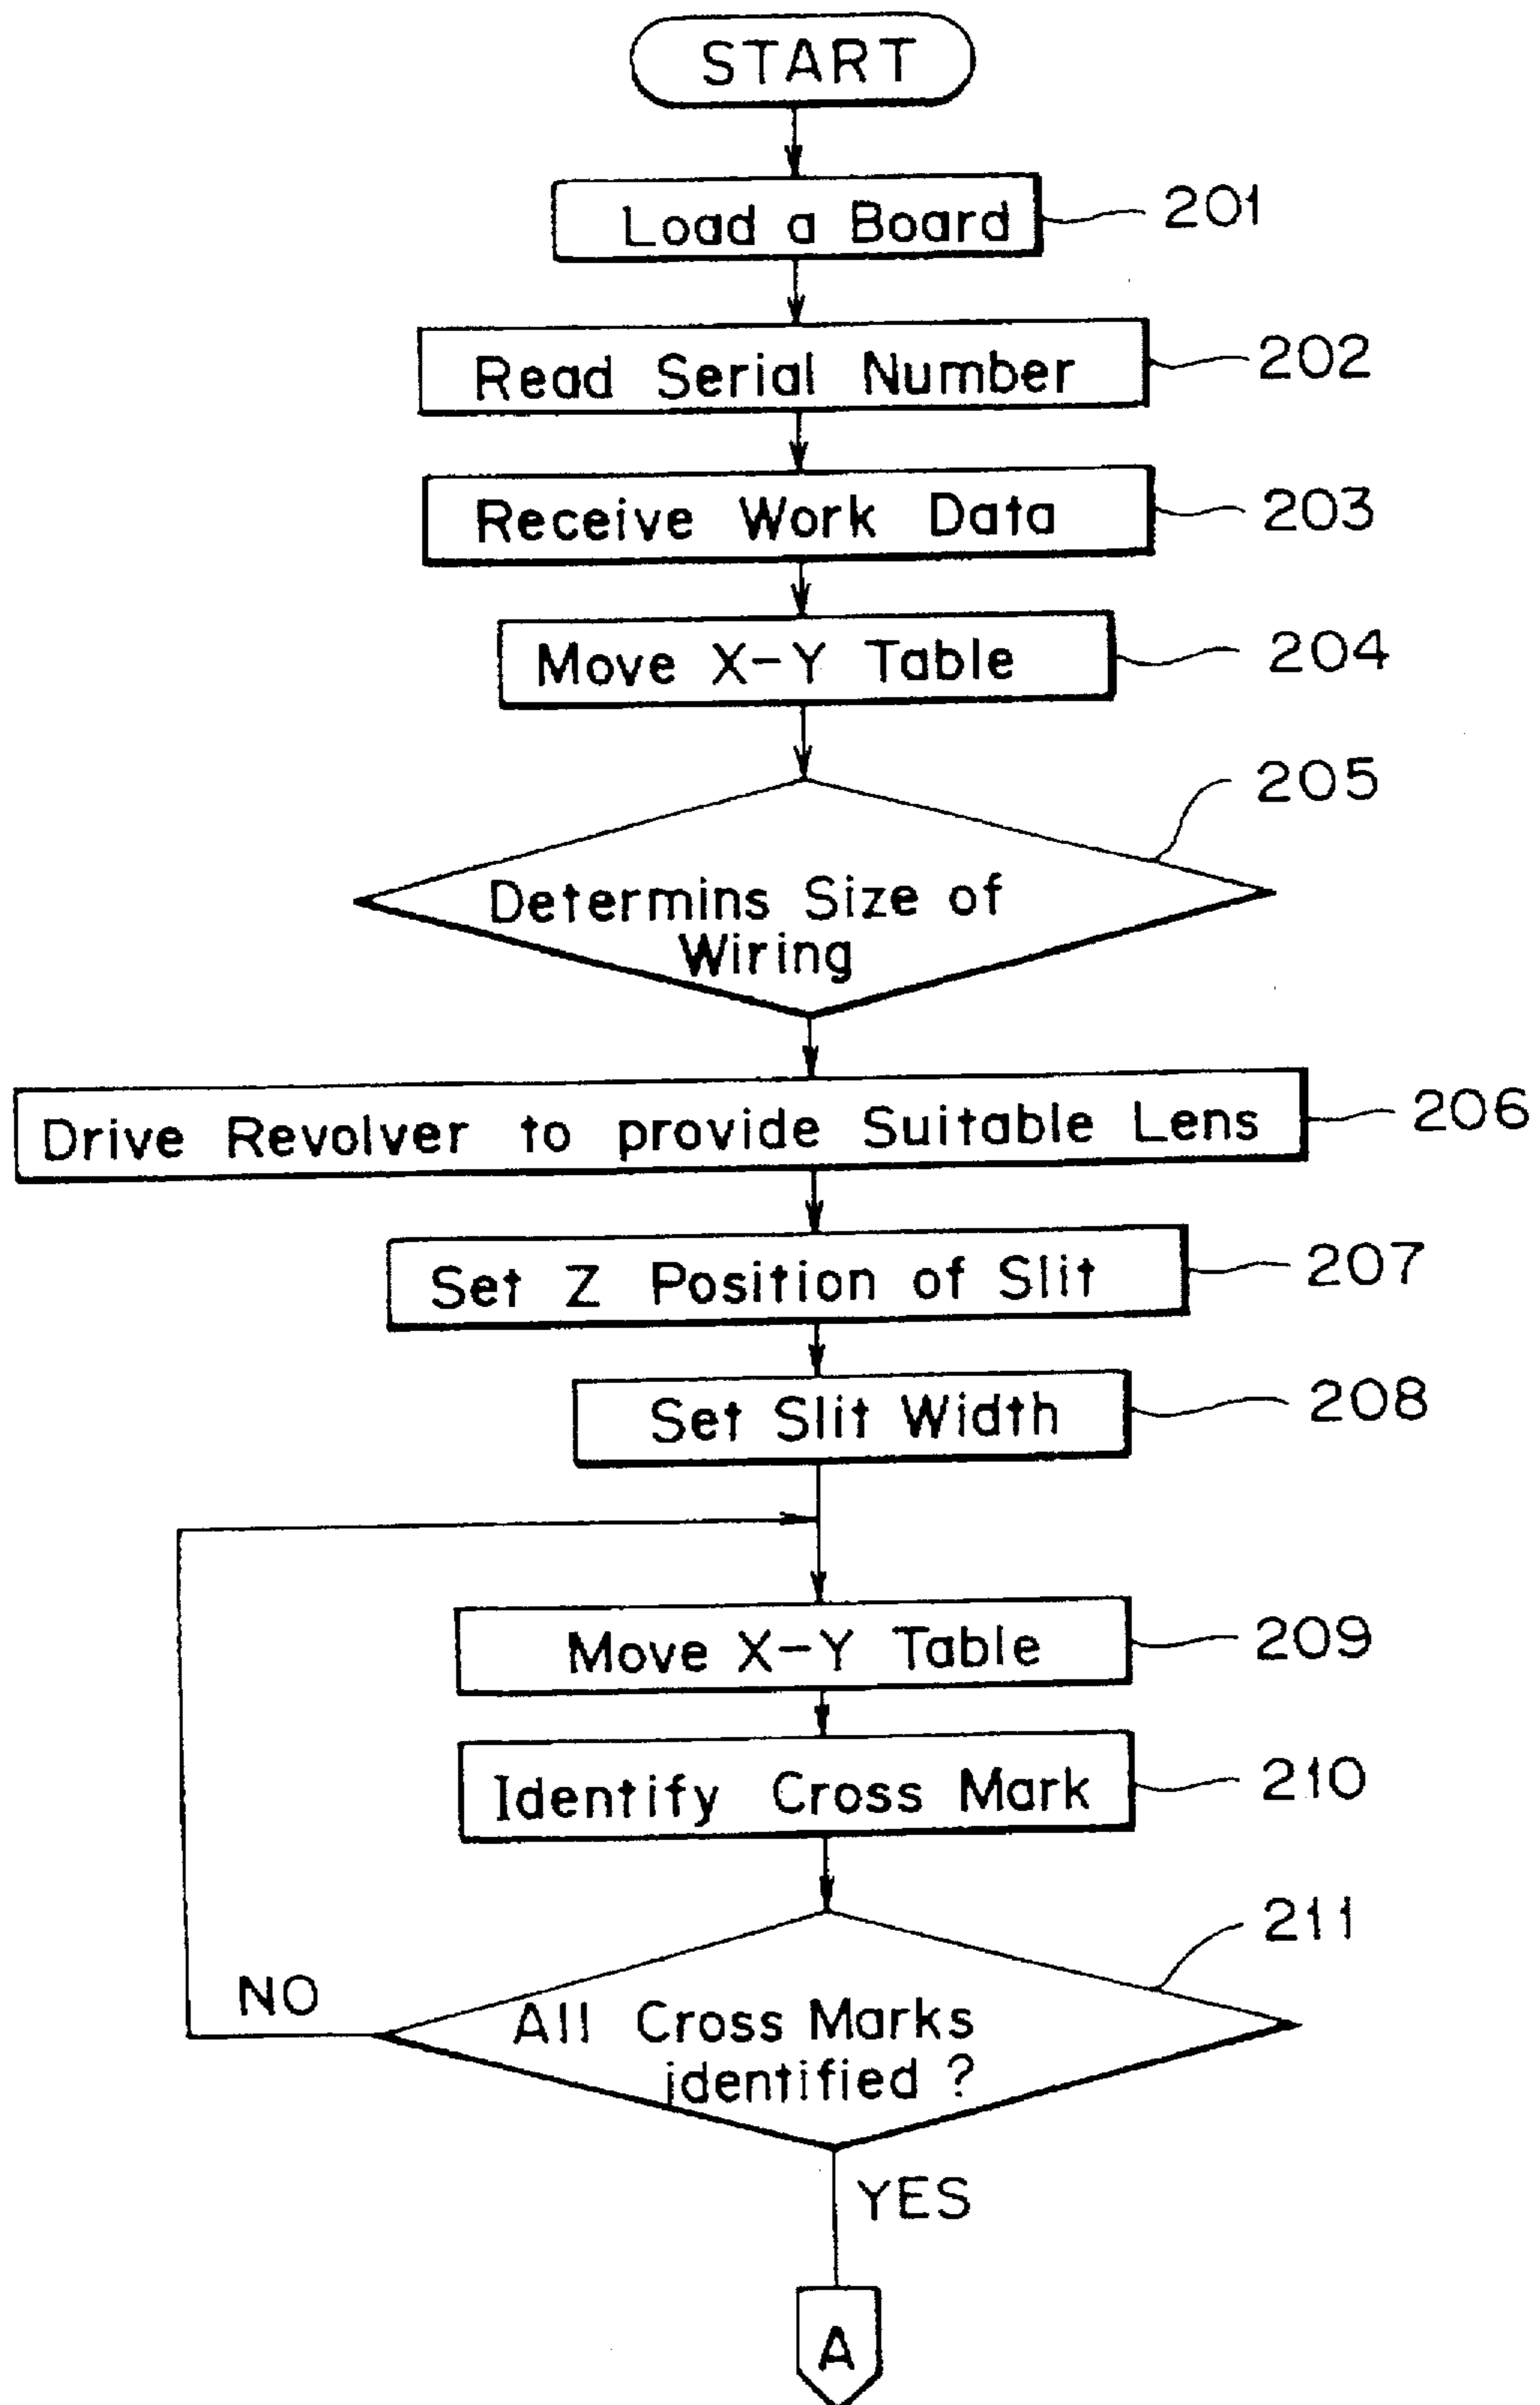 START
Load a Board
201
Read Serial Number
202
Receive Work Data
203
Move X-Y Table
204
205
Determins Size of
Wiring
Drive Revolver to provide Suitable Lens
206
Set Z Position of Slit
207
Set Slit Width
208
Move X-Y Table
209
Identify Cross Mark
210
211
NO
All Cross Marks
identified ?
YES
A